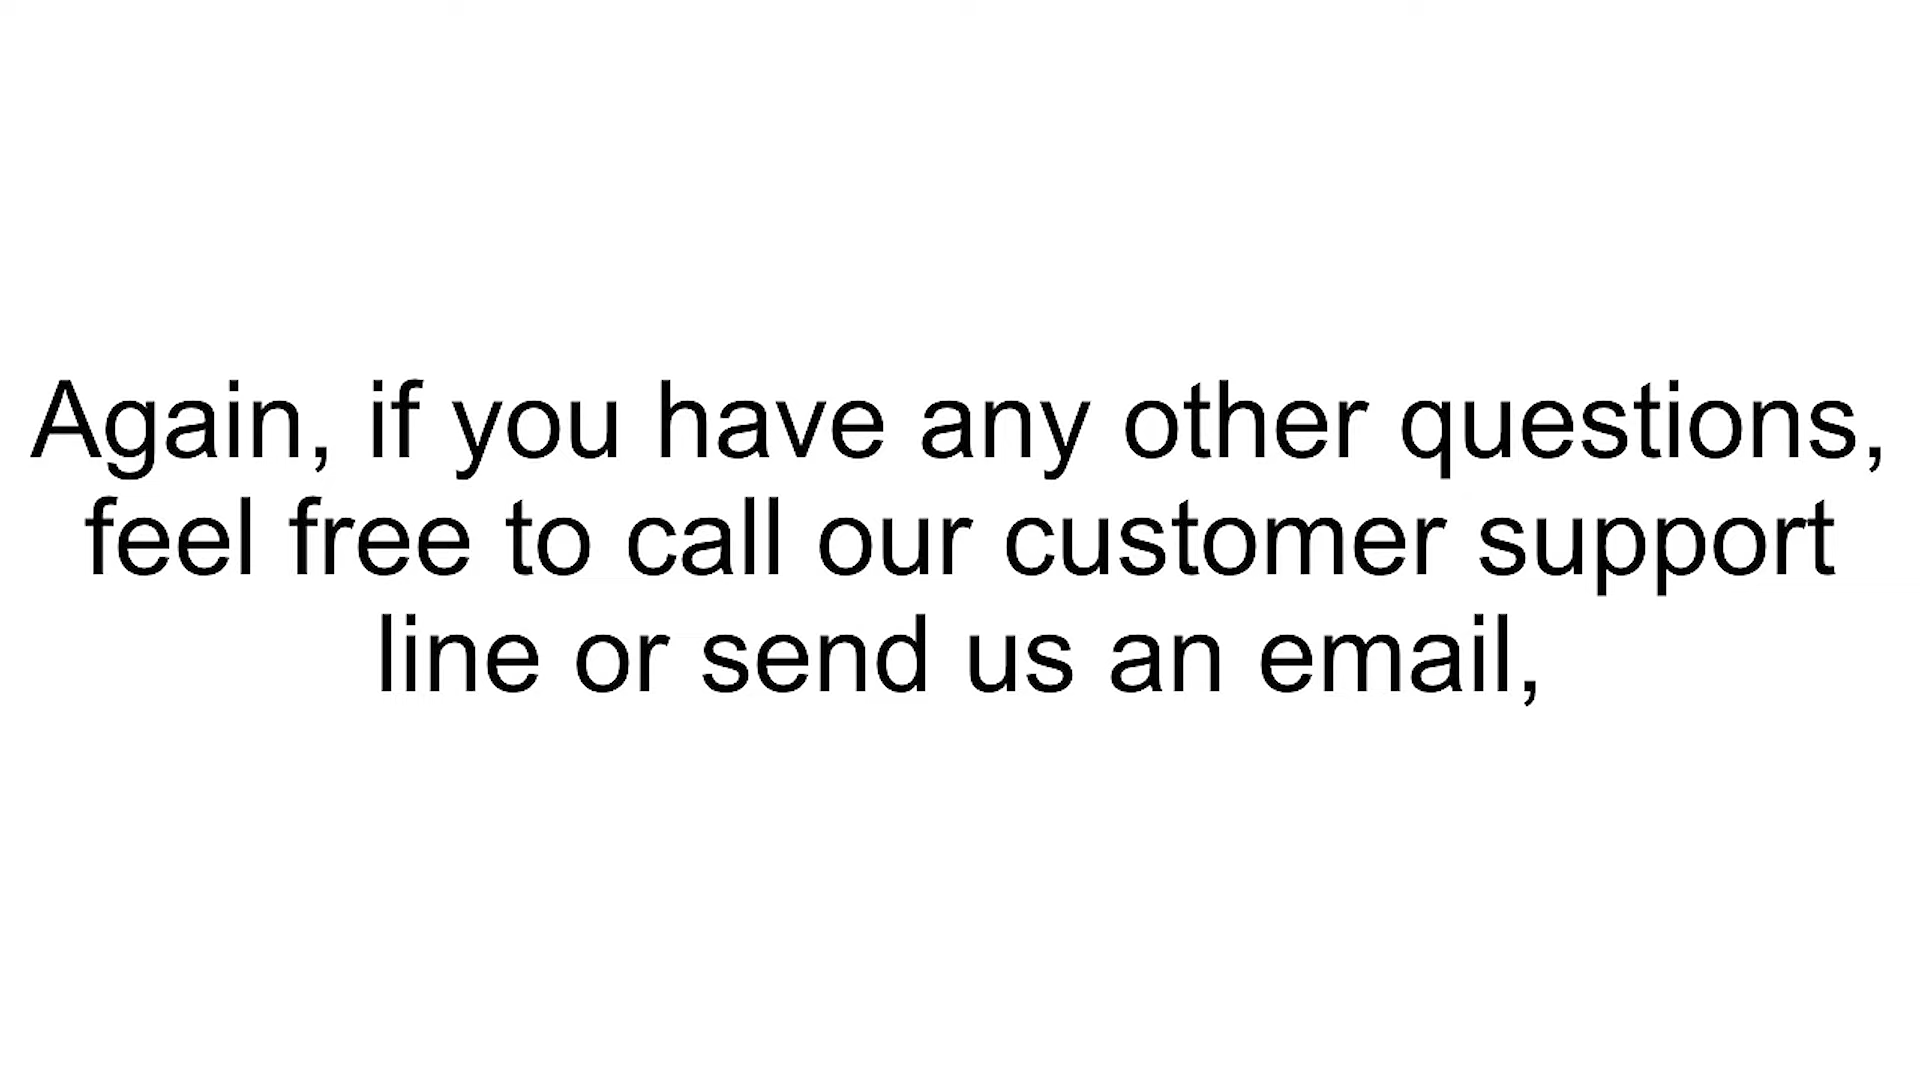 Again, if you have any other questions,
feel free to call our customer support
line or send us an email,